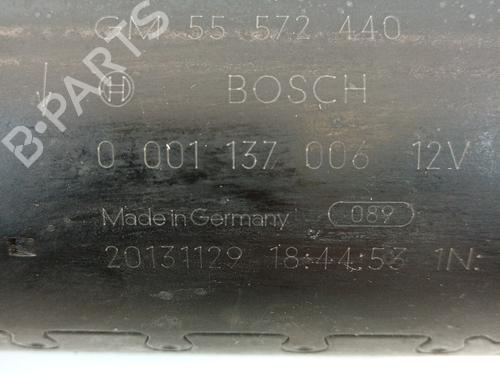 GM 55 572 440
BOSCH
0 001 137 006 12V
Made in Germany 089
20131129 18:44:53 1N:
B-PARTS